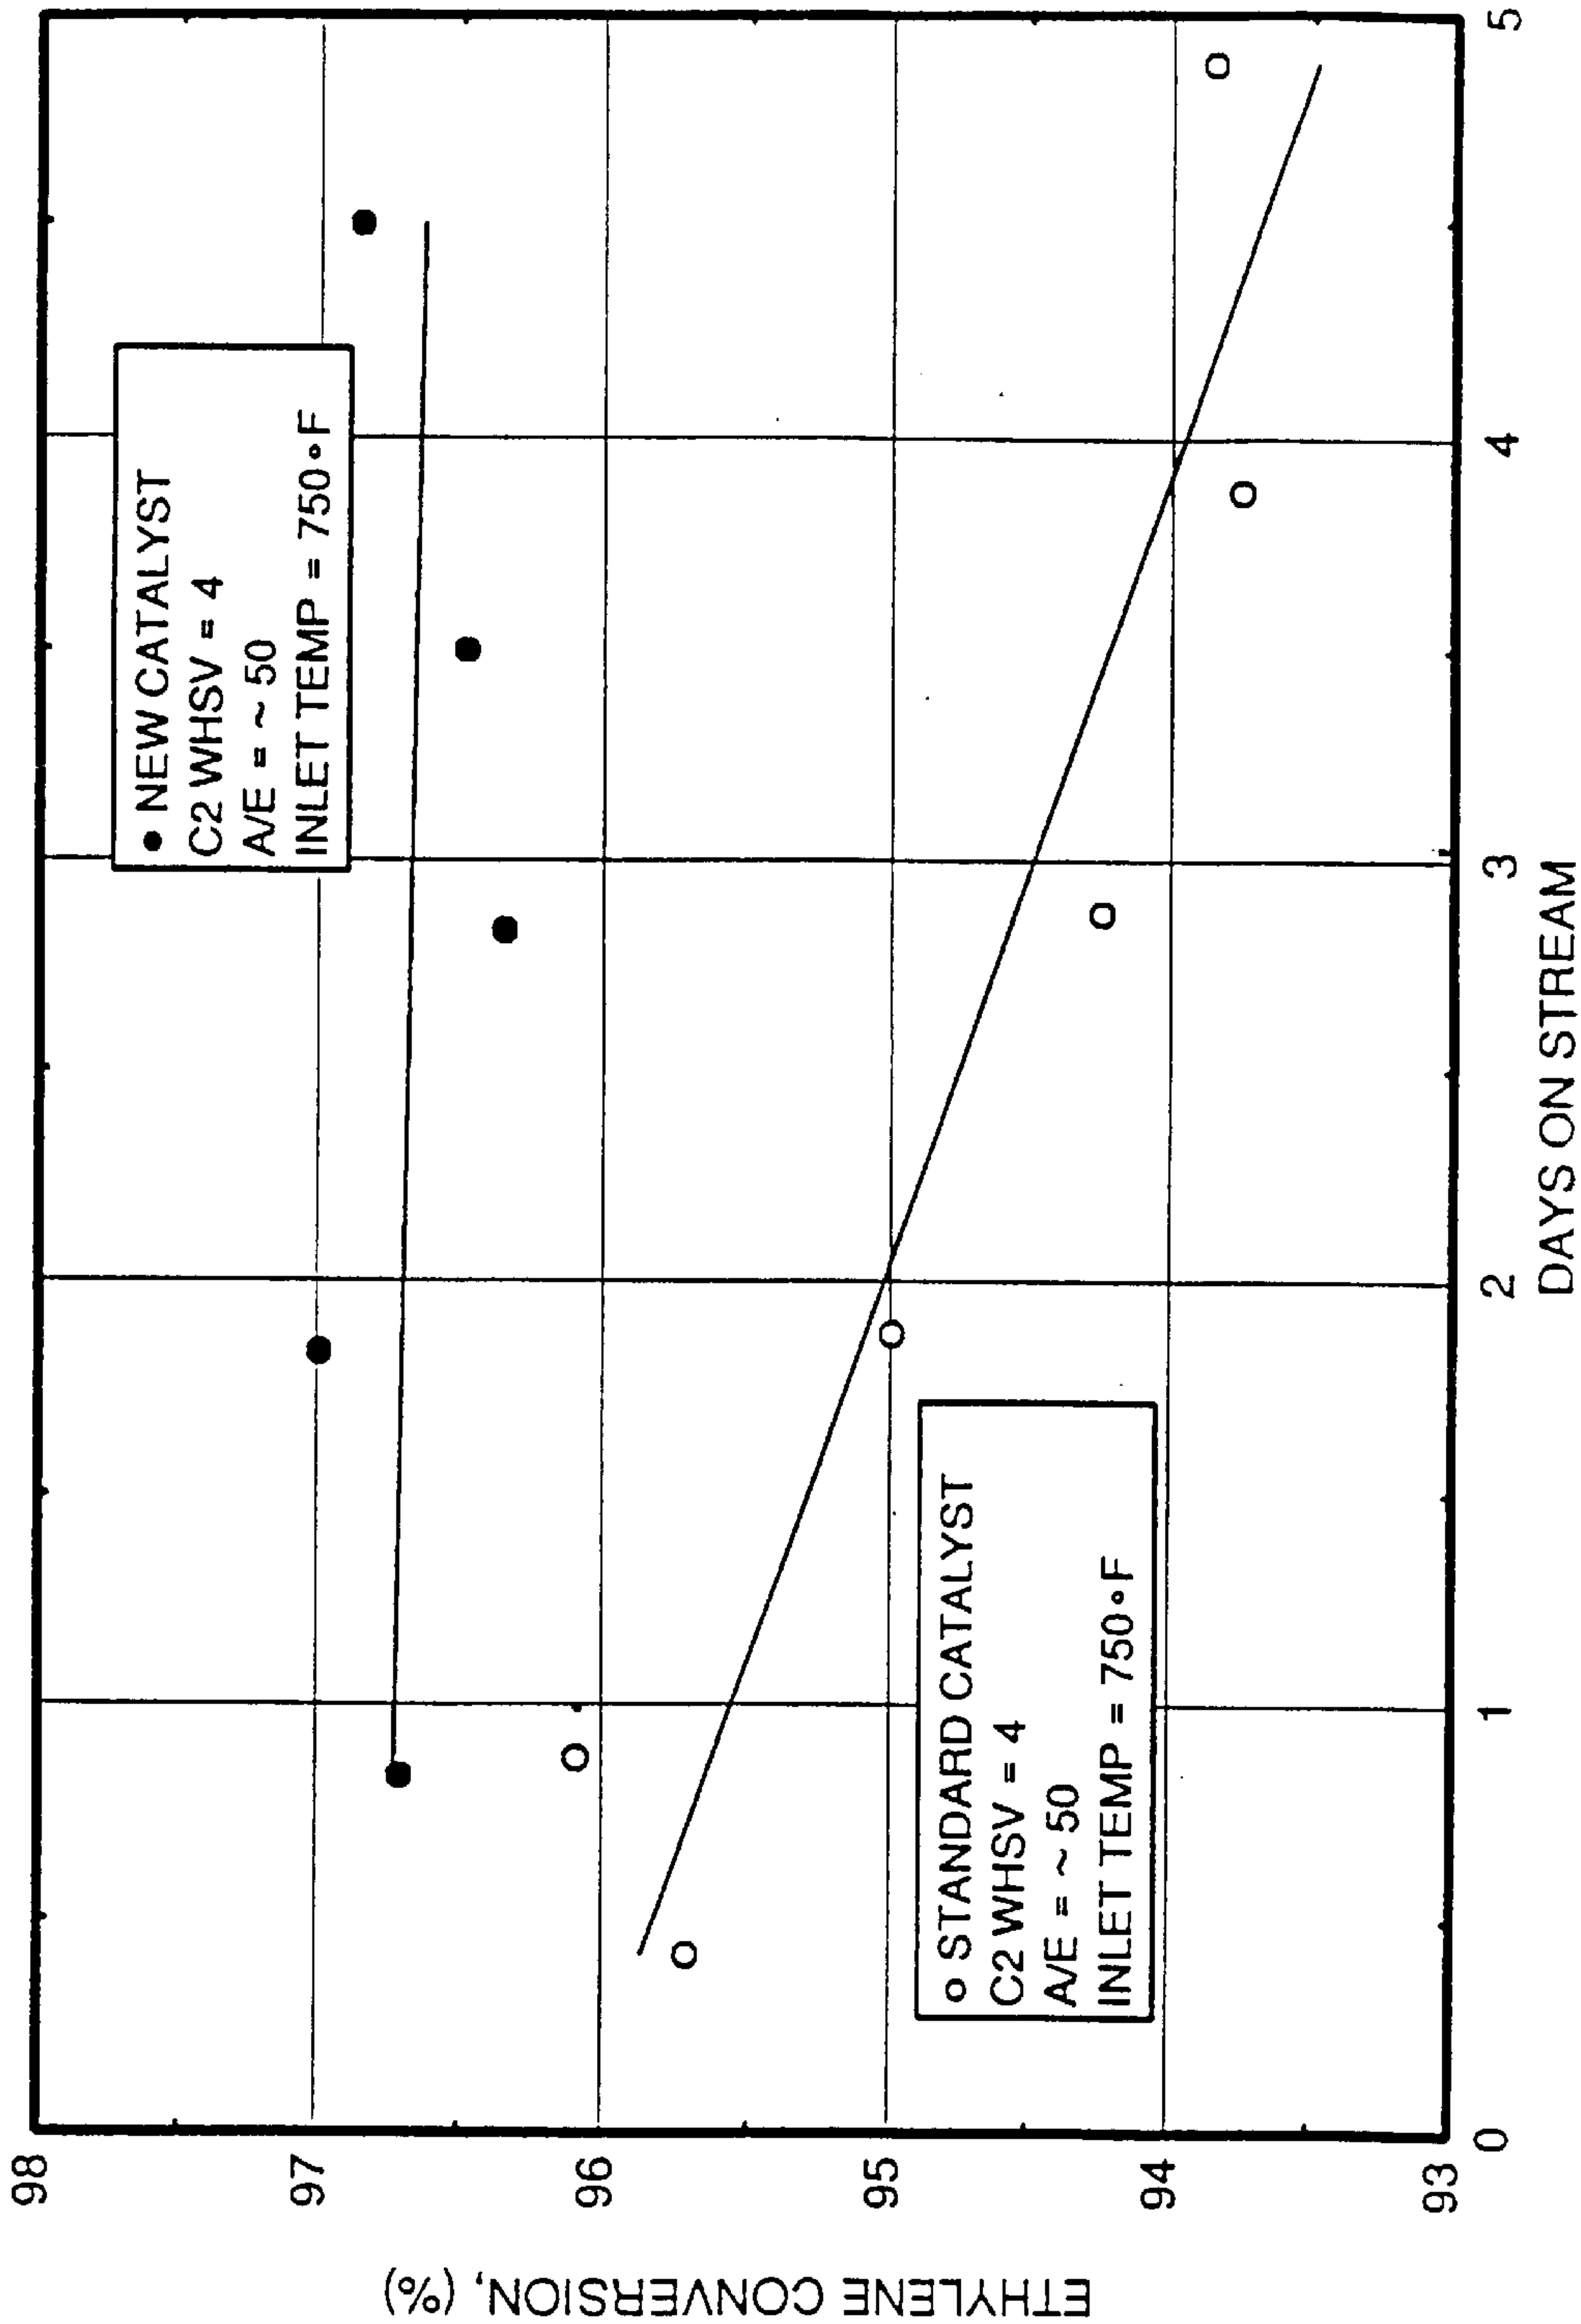 ETHYLENE CONVERSION, (%)
98
97
96
95
94
93
● NEW CATALYST
C2 WHSV = 4
A/E = ~ 50
INLET TEMP = 750°F
o STANDARD CATALYST
C2 WHSV = 4
A/E = ~ 50
INLET TEMP = 750°F
0 1 2 3 4 5
DAYS ON STREAM